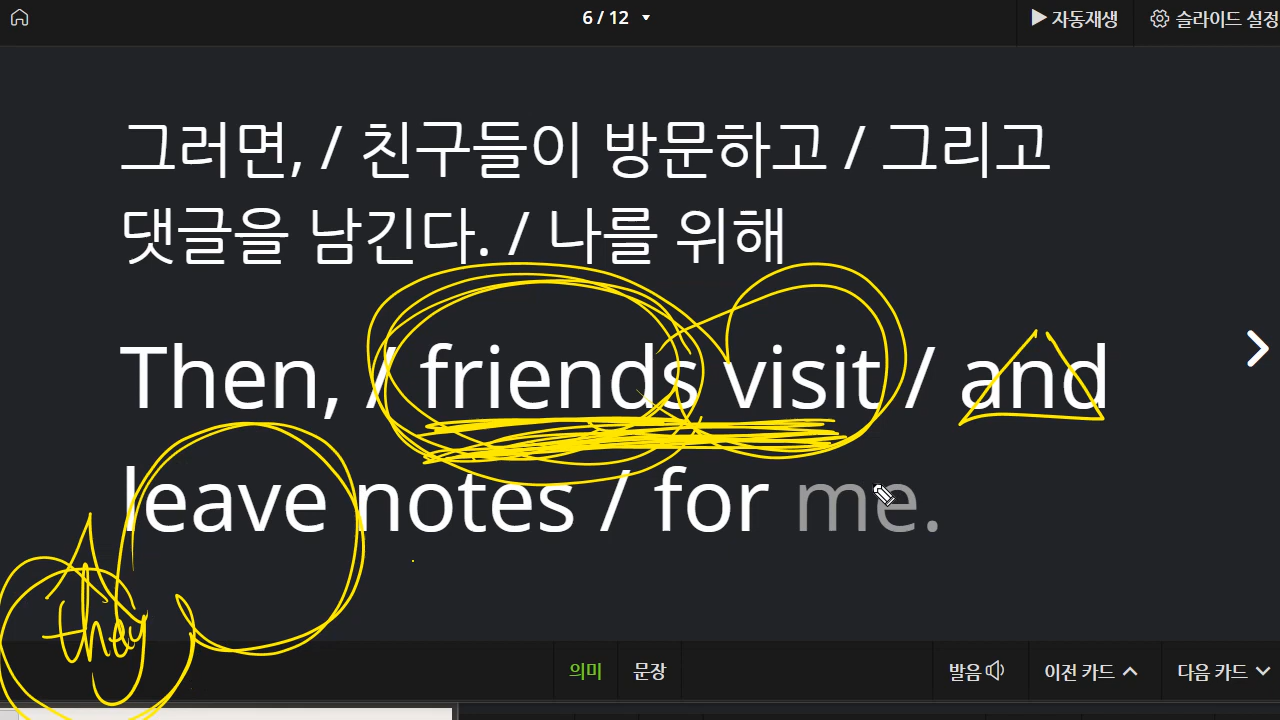 6 / 12
자동재생
슬라이드 설정
그러면, / 친구들이 방문하고 / 그리고
댓글을 남긴다. / 나를 위해
Then, / friends visit / and
leave notes / for me.
they
의미
문장
발음
이전 카드
다음 카드